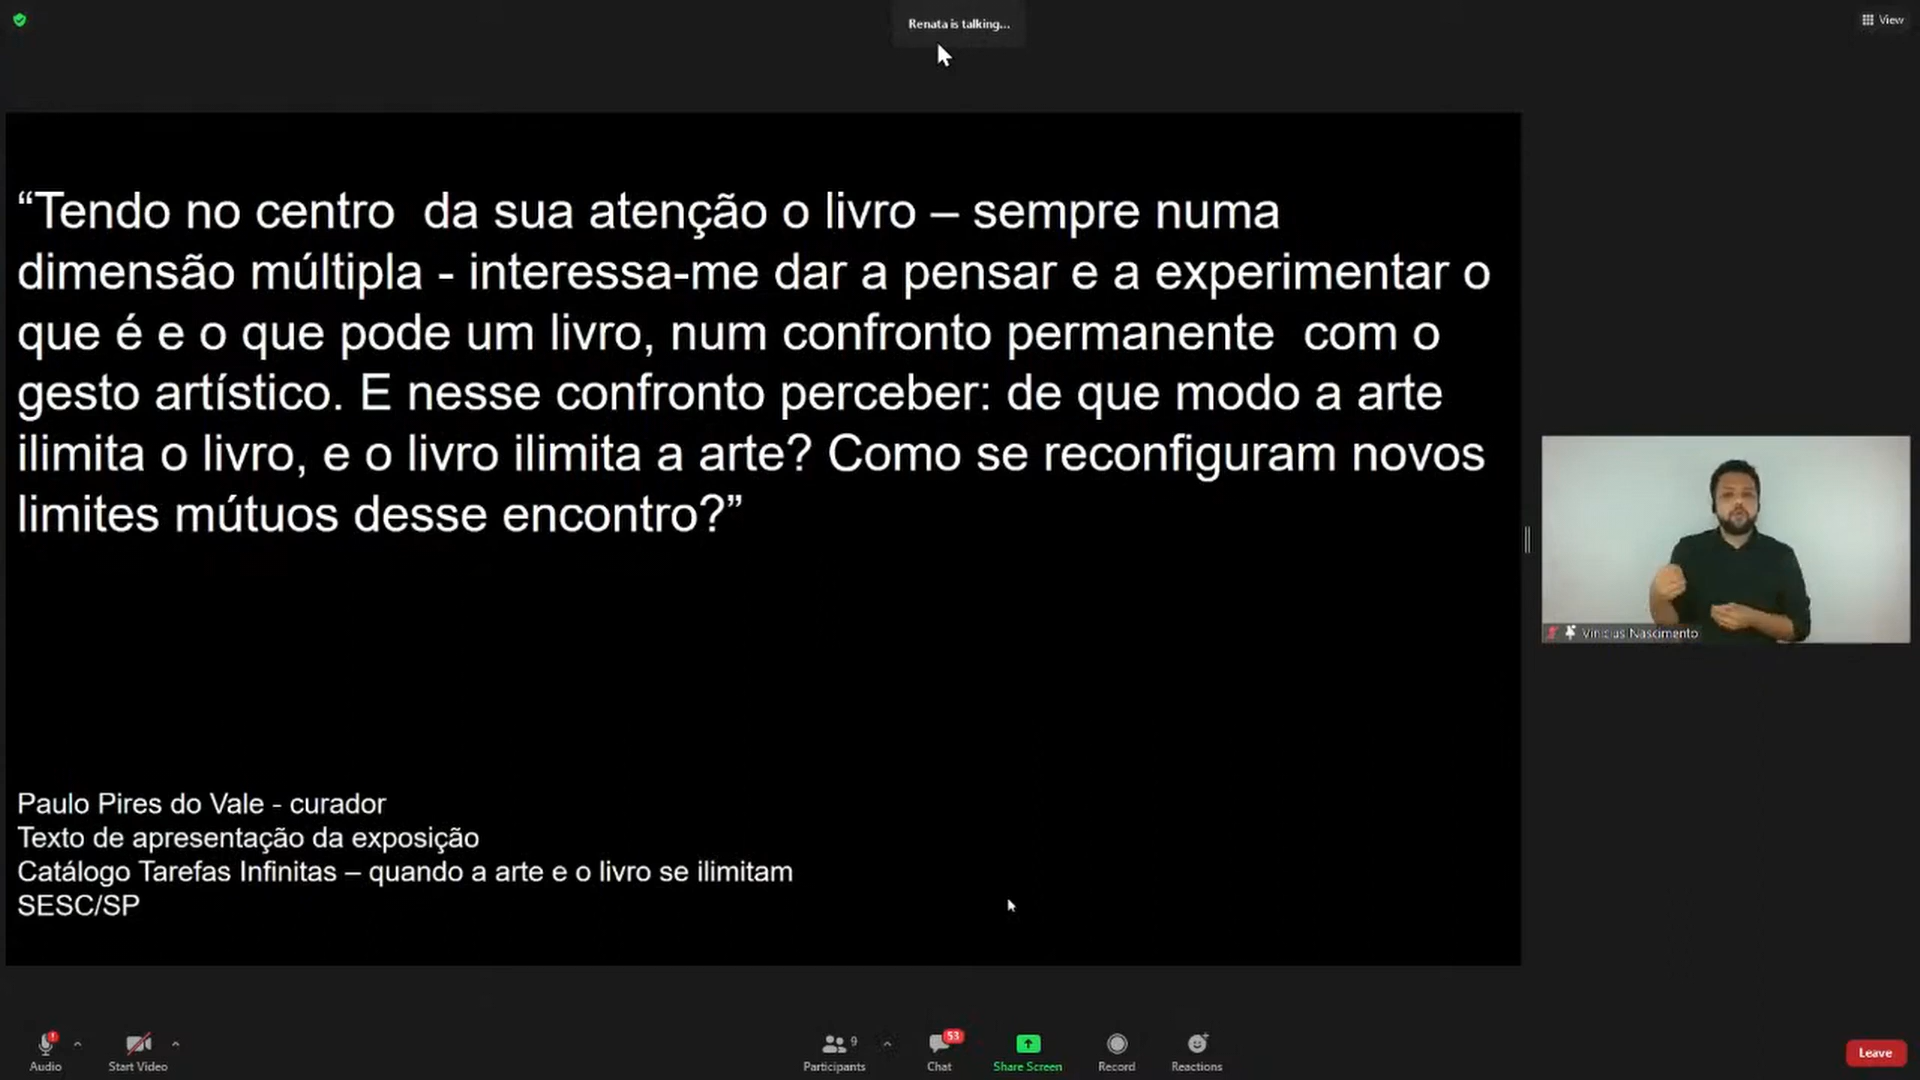 Renata is talking...
View
“Tendo no centro  da sua atenção o livro – sempre numa
dimensão múltipla - interessa-me dar a pensar e a experimentar o
que é e o que pode um livro, num confronto permanente  com o
gesto artístico. E nesse confronto perceber: de que modo a arte
ilimita o livro, e o livro ilimita a arte? Como se reconfiguram novos
limites mútuos desse encontro?”
Vinicius Nascimento
Paulo Pires do Vale - curador
Texto de apresentação da exposição
Catálogo Tarefas Infinitas – quando a arte e o livro se ilimitam
SESC/SP
Audio
Start Video
9
Participants
53
Chat
Share Screen
Record
Reactions
Leave